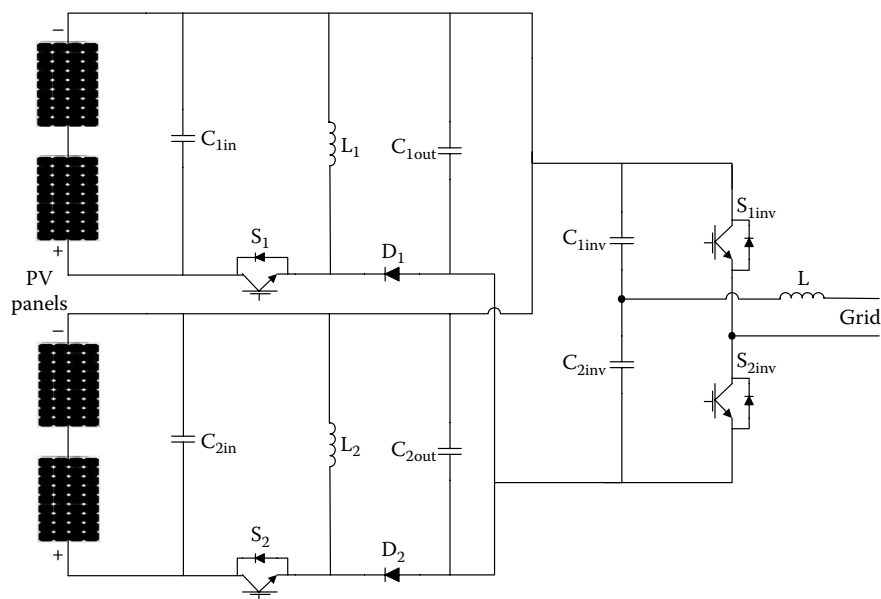 −
C1in
L1
C1out
S1
D1
+
PV
panels
−
C2in
L2
C2out
S2
D2
+
C1inv
S1inv
L
Grid
C2inv
S2inv